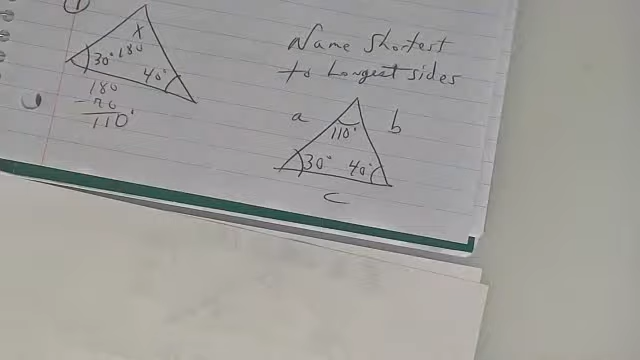 1
X
180
30°
40°
180
- 70
110°
Name Shortest
to Longest sides
a
b
110°
30°
40°
C